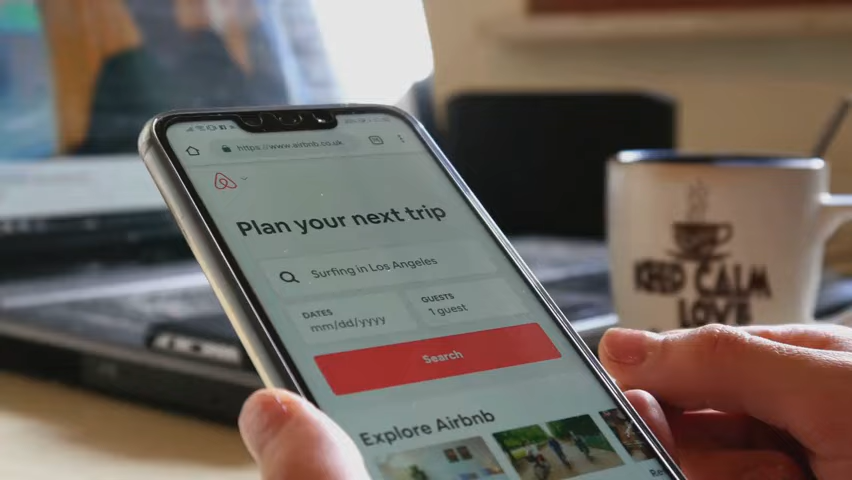 https://www.airbnb.co.uk
Plan your next trip
Surfing in Los Angeles
DATES
mm/dd/yyyy
GUESTS
1 guest
Search
Explore Airbnb
KEEP CALM
LOVE